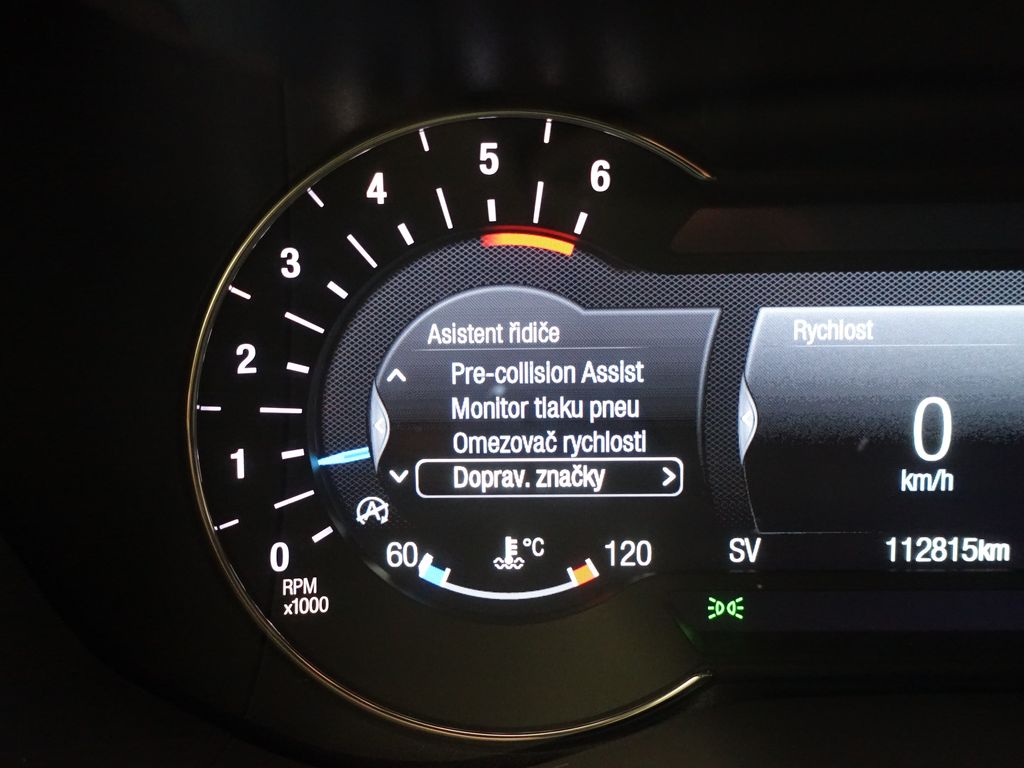 6
5
4
3
2
1
0
RPM
x1000
Asistent řidiče
Pre-collision Assist
Monitor tlaku pneu
Omezovač rychlosti
Doprav. značky
60
°C
120
Rychlost
0
km/h
SV
112815km